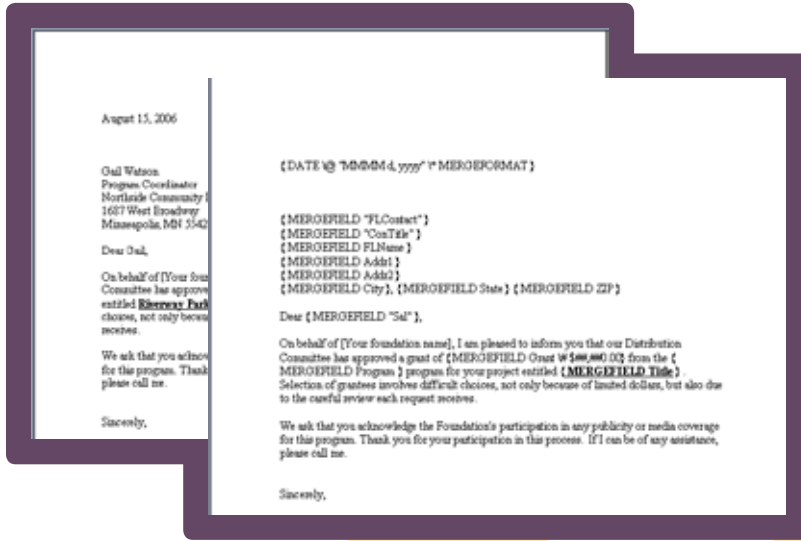 August 15, 2006
Gail Watson
Program Coordinator
Northside Community
1687 West Broadway
Minneapolis, MN 5542
Dear Gail,
On behalf of [Your foun
Committee has approve
entitled Riverway Park
choices, not only becau
receives.
We ask that you acknow
for this program. Thank
please call me.
Sincerely,
{ DATE \@ "MMMM d, yyyy" \* MERGEFORMAT }
{ MERGEFIELD "FLContact" }
{ MERGEFIELD "ConTitle" }
{ MERGEFIELD FLName }
{ MERGEFIELD Addr1 }
{ MERGEFIELD Addr2 }
{ MERGEFIELD City }, { MERGEFIELD State } { MERGEFIELD ZIP }
Dear { MERGEFIELD "Sal" },
On behalf of [Your foundation name], I am pleased to inform you that our Distribution
Committee has approved a grant of { MERGEFIELD Grant \# $###,##0.00} from the {
MERGEFIELD Program } program for your project entitled { MERGEFIELD Title } .
Selection of grantees involves difficult choices, not only because of limited dollars, but also due
to the careful review each request receives.
We ask that you acknowledge the Foundation's participation in any publicity or media coverage
for this program. Thank you for your participation in this process. If I can be of any assistance,
please call me.
Sincerely,